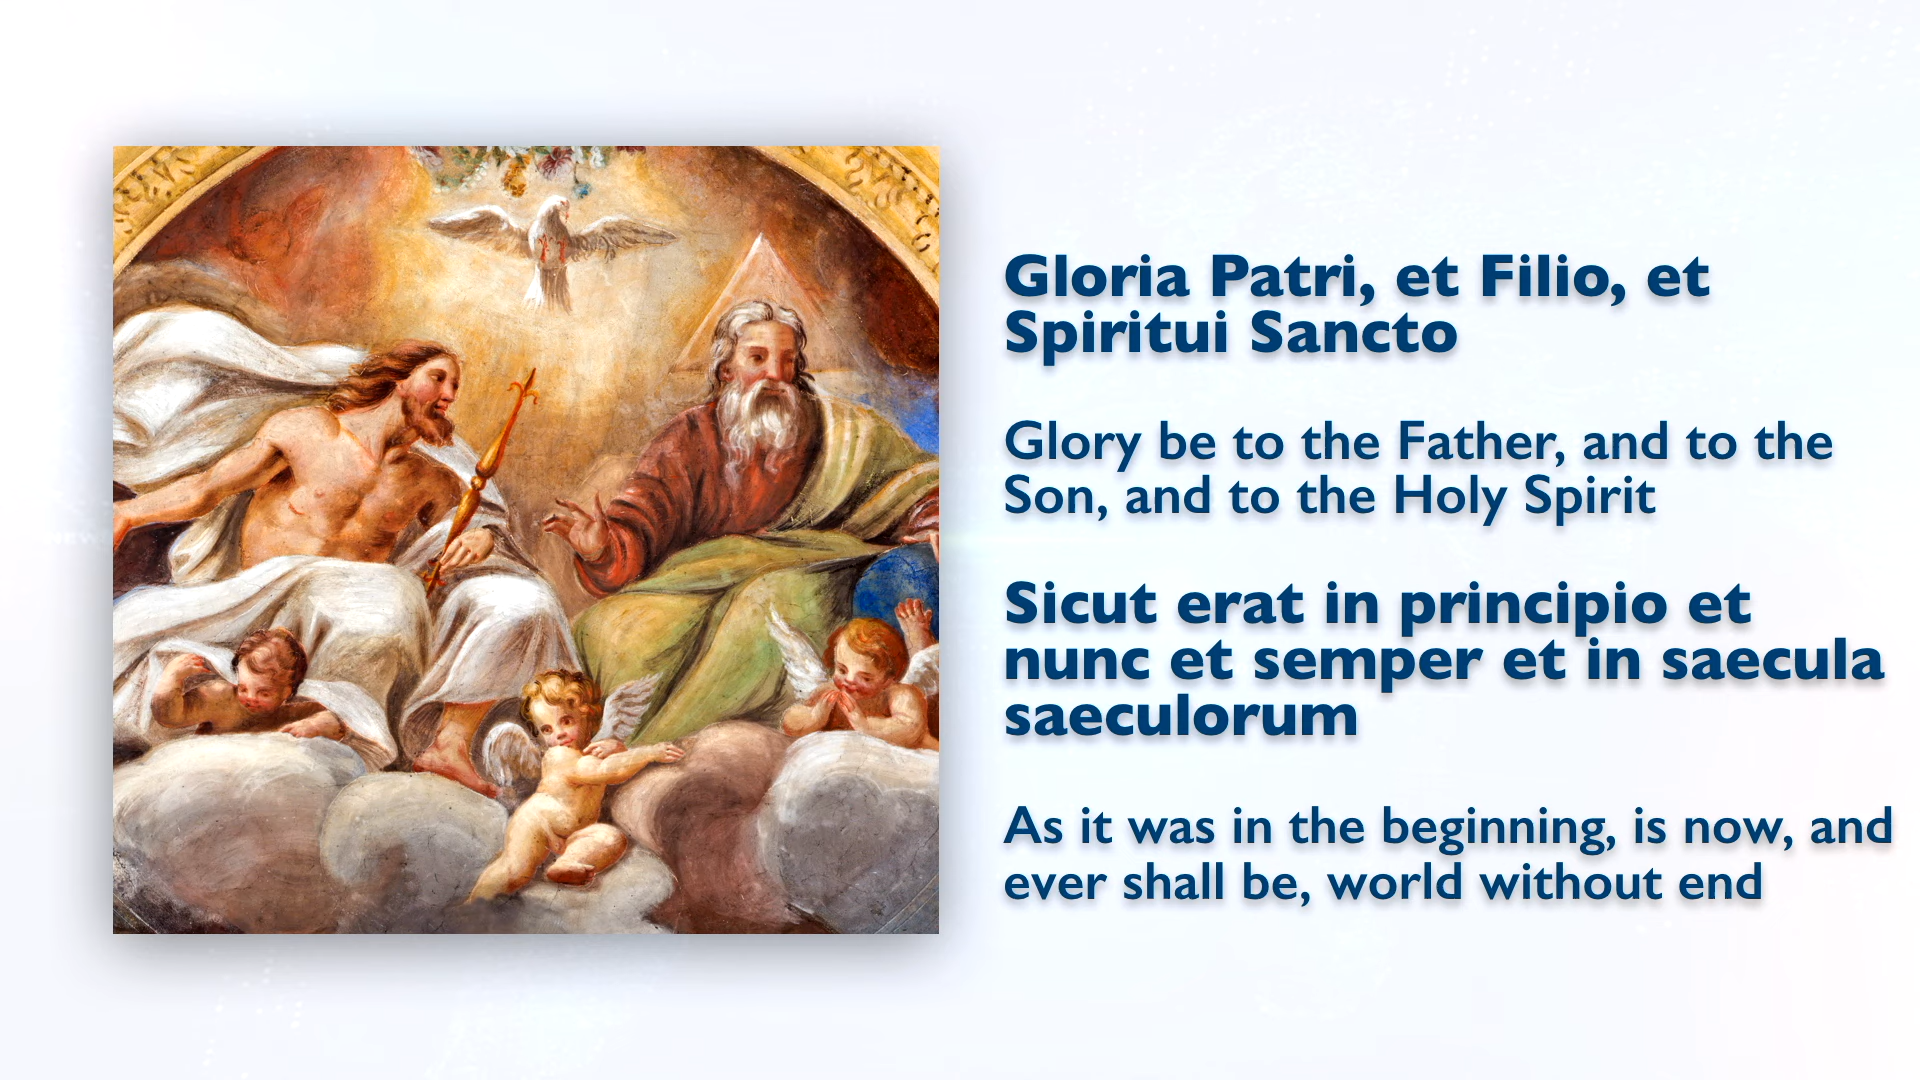 Gloria Patri, et Filio, et
Spiritui Sancto
Glory be to the Father, and to the
Son, and to the Holy Spirit
Sicut erat in principio et
nunc et semper et in saecula
saeculorum
As it was in the beginning, is now, and
ever shall be, world without end